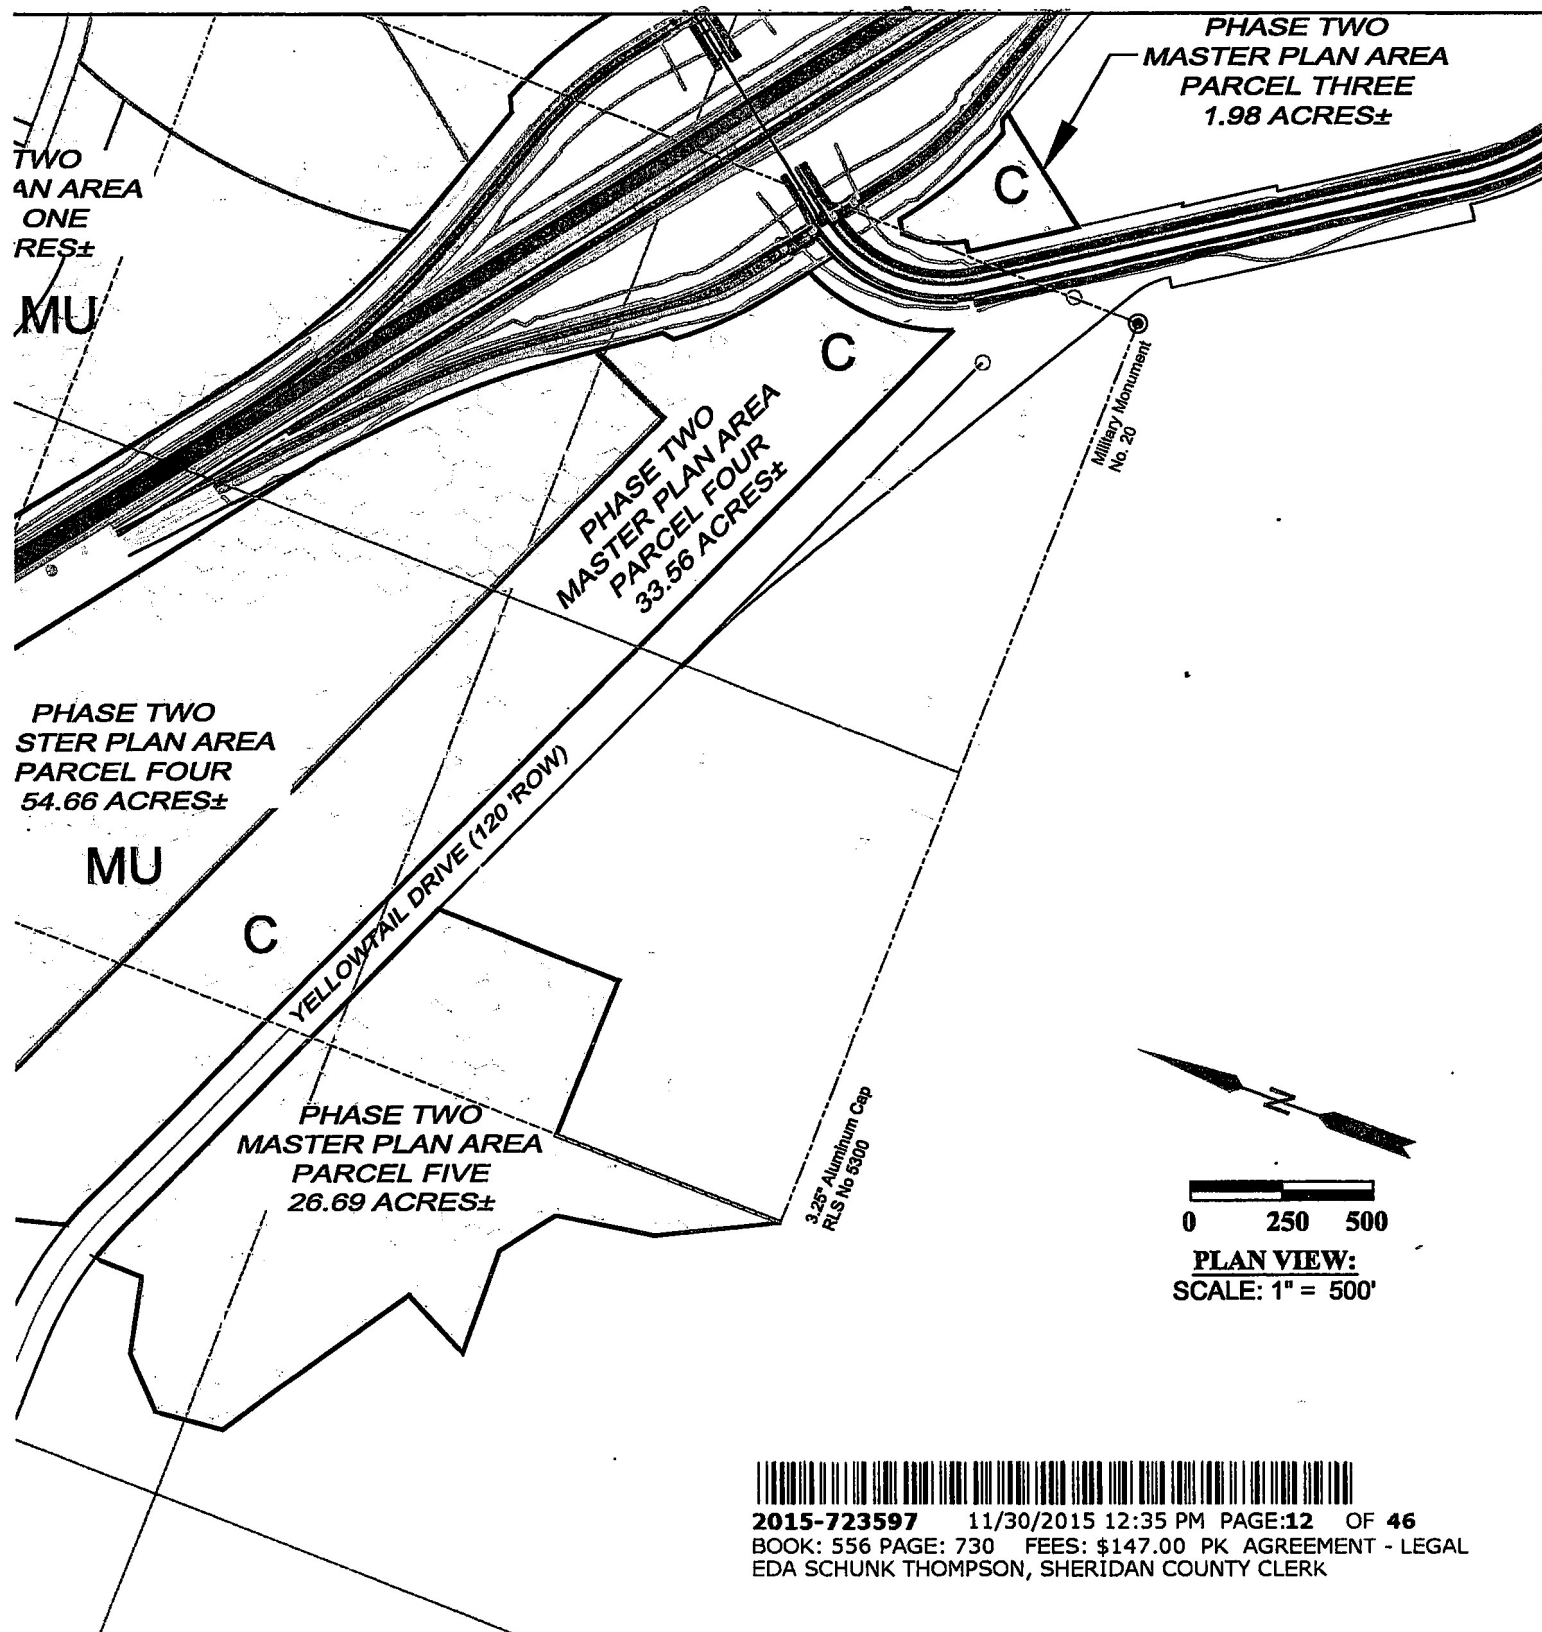 PHASE TWO
MASTER PLAN AREA
PARCEL THREE
1.98 ACRES±
C
TWO
AN AREA
ONE
RES±
MU
C
Military Monument
No. 20
PHASE TWO
MASTER PLAN AREA
PARCEL FOUR
33.56 ACRES±
PHASE TWO
STER PLAN AREA
PARCEL FOUR
54.66 ACRES±
MU
C
YELLOWTAIL DRIVE (120 'ROW)
PHASE TWO
MASTER PLAN AREA
PARCEL FIVE
26.69 ACRES±
3.25" Aluminum Cap
RLS No 5300
N
0 250 500
PLAN VIEW:
SCALE: 1" = 500'
2015-723597 11/30/2015 12:35 PM PAGE:12 OF 46
BOOK: 556 PAGE: 730 FEES: $147.00 PK AGREEMENT - LEGAL
EDA SCHUNK THOMPSON, SHERIDAN COUNTY CLERK